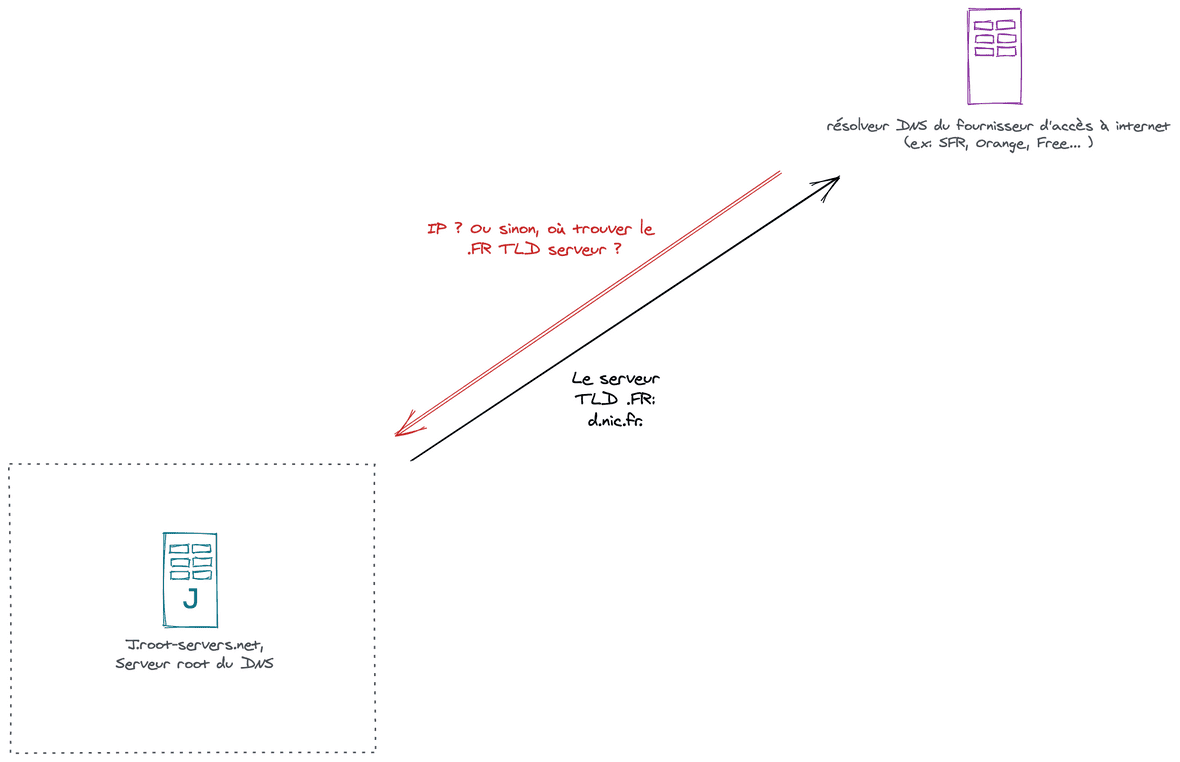 résolveur DNS du fournisseur d'accès à internet
(ex: SFR, Orange, Free... )
IP ? Ou sinon, où trouver le
.FR TLD serveur ?
Le serveur
TLD .FR:
d.nic.fr.
J
J.root-servers.net,
Serveur root du DNS